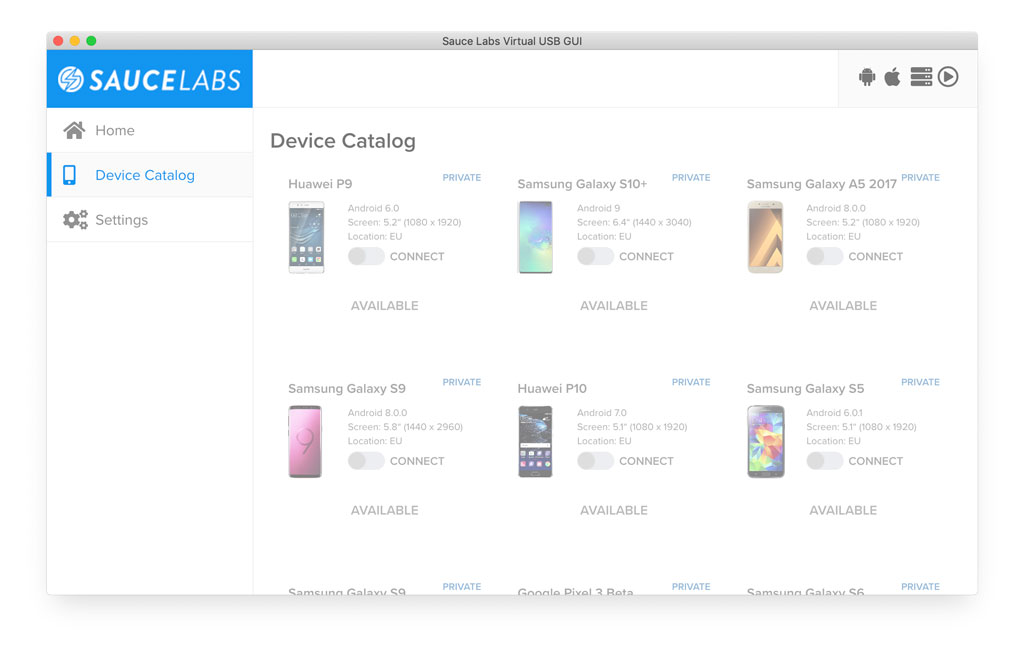 Sauce Labs Virtual USB GUI
SAUCELABS
Home
Device Catalog
Settings
Device Catalog
Huawei P9
PRIVATE
Android 6.0
Screen: 5.2" (1080 x 1920)
Location: EU
CONNECT
AVAILABLE
Samsung Galaxy S10+
PRIVATE
Android 9
Screen: 6.4" (1440 x 3040)
Location: EU
CONNECT
AVAILABLE
Samsung Galaxy A5 2017
PRIVATE
Android 8.0.0
Screen: 5.2" (1080 x 1920)
Location: EU
CONNECT
AVAILABLE
Samsung Galaxy S9
PRIVATE
Android 8.0.0
Screen: 5.8" (1440 x 2960)
Location: EU
CONNECT
AVAILABLE
Huawei P10
PRIVATE
Android 7.0
Screen: 5.1" (1080 x 1920)
Location: EU
CONNECT
AVAILABLE
Samsung Galaxy S5
PRIVATE
Android 6.0.1
Screen: 5.1" (1080 x 1920)
Location: EU
CONNECT
AVAILABLE
Samsung Galaxy S9
PRIVATE
Google Pixel 3 Beta
PRIVATE
Samsung Galaxy S6
PRIVATE